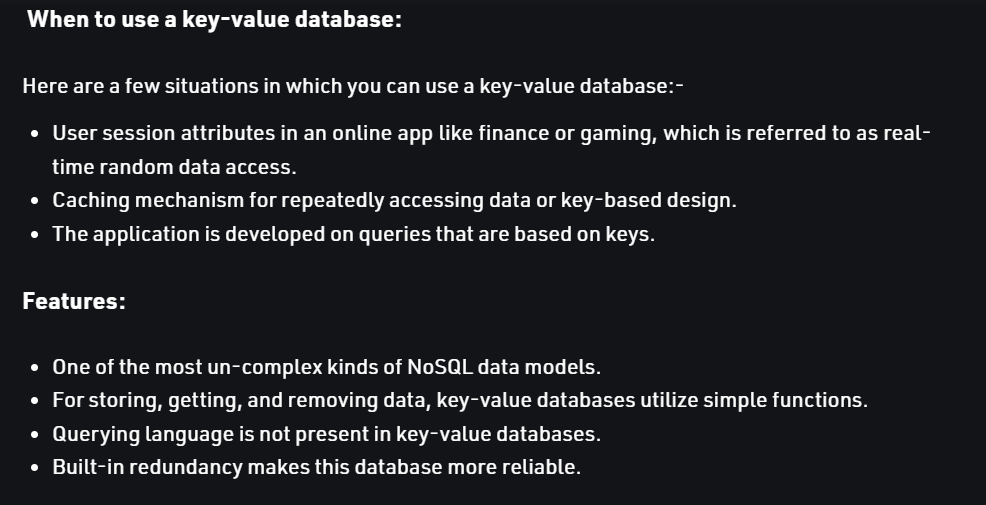 When to use a key-value database:
Here are a few situations in which you can use a key-value database:-
• User session attributes in an online app like finance or gaming, which is referred to as real-
time random data access.
• Caching mechanism for repeatedly accessing data or key-based design.
• The application is developed on queries that are based on keys.
Features:
• One of the most un-complex kinds of NoSQL data models.
• For storing, getting, and removing data, key-value databases utilize simple functions.
• Querying language is not present in key-value databases.
• Built-in redundancy makes this database more reliable.